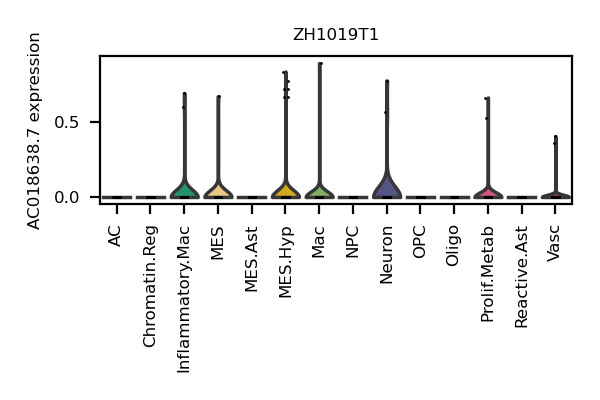 ZH1019T1
AC018638.7 expression
0.5
0.0
AC
Chromatin.Reg
Inflammatory.Mac
MES
MES.Ast
MES.Hyp
Mac
NPC
Neuron
OPC
Oligo
Prolif.Metab
Reactive.Ast
Vasc